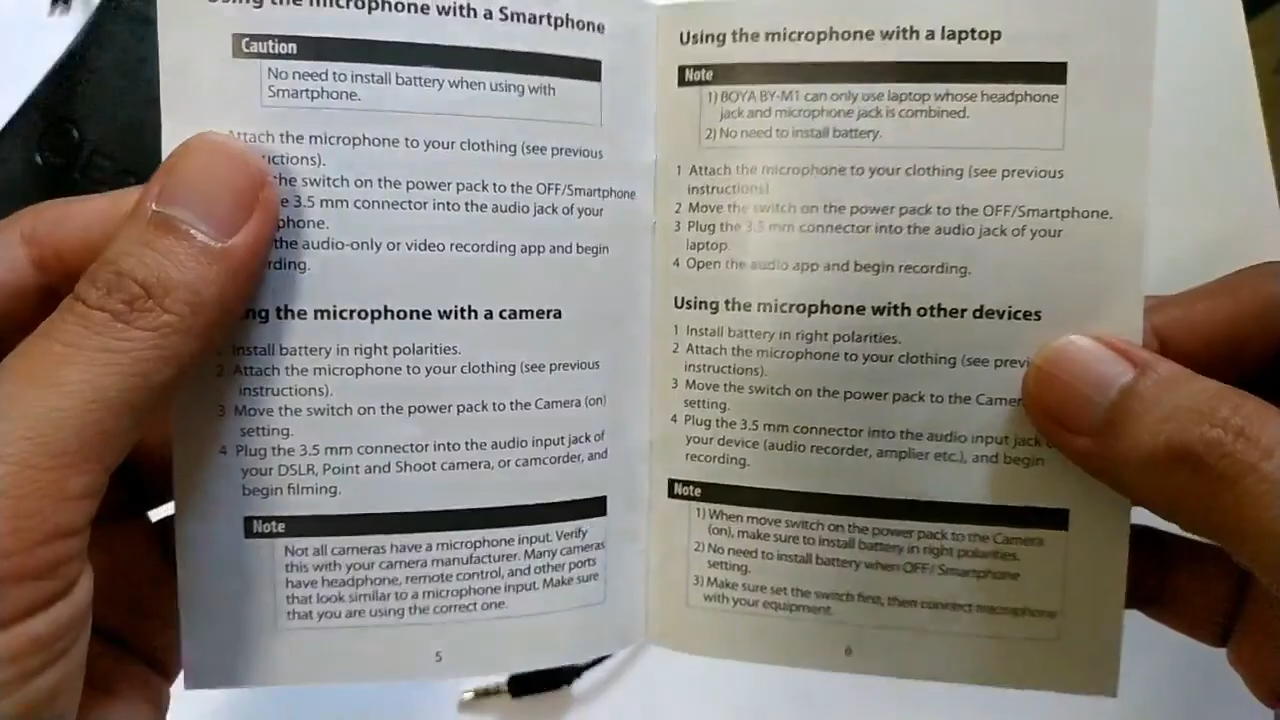 the microphone with a Smartphone
Caution
No need to install battery when using with
Smartphone.
Attach the microphone to your clothing (see previous
the switch on the power pack to the OFF/Smartphone
3.5 mm connector into the audio jack of your
the audio-only or video recording app and begin
the microphone with a camera
Install battery in right polarities.
2 Attach the microphone to your clothing (see previous
instructions).
3 Move the switch on the power pack to the Camera (on)
setting.
4 Plug the 3.5 mm connector into the audio input jack of
your DSLR, Point and Shoot camera, or camcorder, and
begin filming.
Note
Not all cameras have a microphone input. Verify
this with your camera manufacturer. Many cameras
have headphone, remote control, and other ports
that look similar to a microphone input. Make sure
that you are using the correct one.
5
Using the microphone with a laptop
Note
1) BOYA BY-M1 can only use laptop whose headphone
jack and microphone jack is combined.
2) No need to install battery.
1 Attach the microphone to your clothing (see previous
instructions)
2 Move the switch on the power pack to the OFF/Smartphone.
3 Plug the 3.5 mm connector into the audio jack of your
laptop.
4 Open the audio app and begin recording.
Using the microphone with other devices
1 Install battery in right polarities.
2 Attach the microphone to your clothing (see
instructions).
3 Move the switch on the power pack to the
setting.
4 Plug the 3.5 mm connector into the audio input jack
your device (audio recorder, amplier etc.), and begin
recording.
Note
1) When move switch on the power pack to the Camera
(on), make sure to install battery in right polarities.
2) No need to install battery when OFF/ Smartphone
setting.
3) Make sure set the switch first, then connect microphone
with your equipment.
6